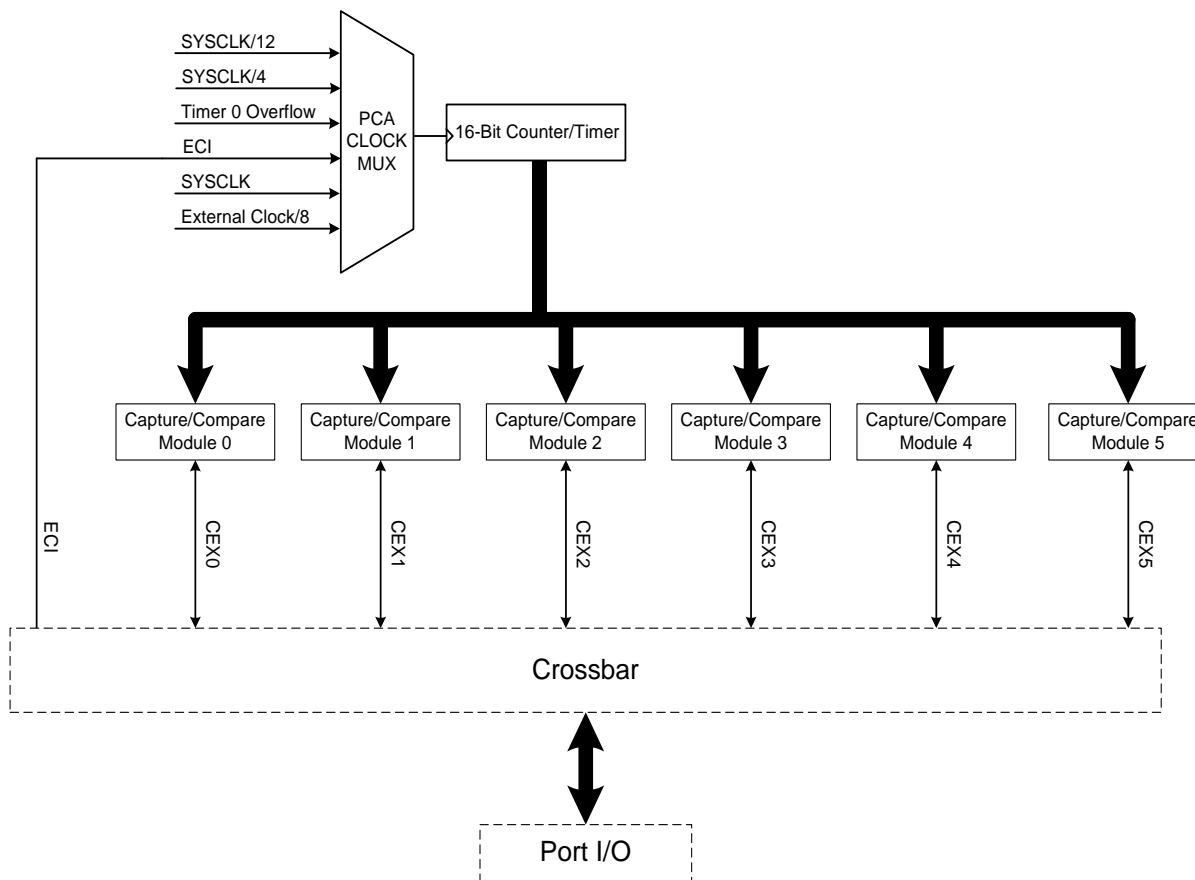 SYSCLK/12
SYSCLK/4
Timer 0 Overflow
ECI
SYSCLK
External Clock/8
PCA
CLOCK
MUX
16-Bit Counter/Timer
Capture/Compare
Module 0
Capture/Compare
Module 1
Capture/Compare
Module 2
Capture/Compare
Module 3
Capture/Compare
Module 4
Capture/Compare
Module 5
ECI
CEX0
CEX1
CEX2
CEX3
CEX4
CEX5
Crossbar
Port I/O